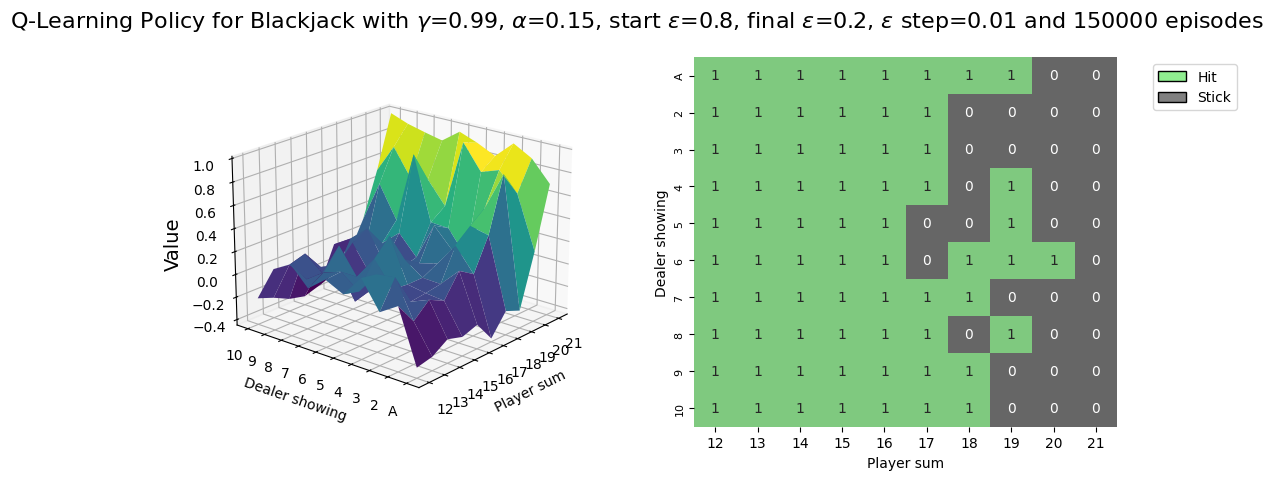 Q-Learning Policy for Blackjack with γ=0.99, α=0.15, start ε=0.8, final ε=0.2, ε step=0.01 and 150000 episodes
1.0
0.8
0.6
0.4
0.2
0.0
−0.2
−0.4
Value
10 9 8 7 6 5 4 3 2 A
Dealer showing
12 13 14 15 16 17 18 19 20 21
Player sum
Dealer showing
A 1 1 1 1 1 1 1 1 0 0
2 1 1 1 1 1 1 0 0 0 0
3 1 1 1 1 1 1 0 0 0 0
4 1 1 1 1 1 1 0 1 0 0
5 1 1 1 1 1 0 0 1 0 0
6 1 1 1 1 1 0 1 1 1 0
7 1 1 1 1 1 1 1 0 0 0
8 1 1 1 1 1 1 0 1 0 0
9 1 1 1 1 1 1 1 0 0 0
10 1 1 1 1 1 1 1 0 0 0
12 13 14 15 16 17 18 19 20 21
Player sum
Hit
Stick